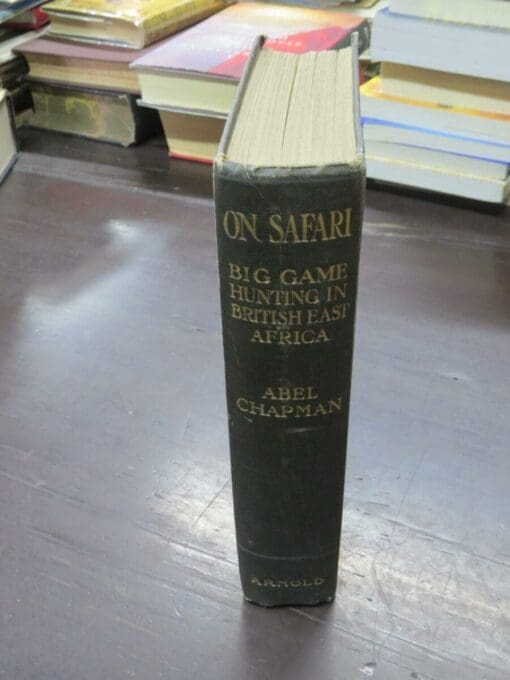 ON SAFARI
BIG GAME
HUNTING IN
BRITISH EAST
AFRICA
ABEL
CHAPMAN
ARNOLD